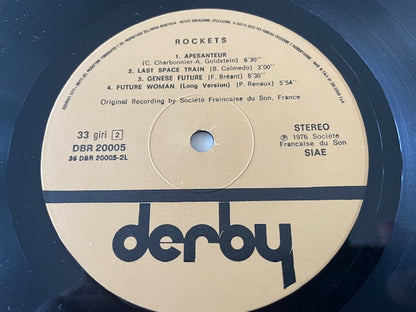 ROCKETS
1. APESANTEUR
(C. Charbonnier-A. Goldstein) 6'30"
2. LAST SPACE TRAIN (B. Calmedo) 3'00"
3. GENESE FUTURE (F. Bréant) 6'30"
4. FUTURE WOMAN (Long Version) (P. Renaux) 5'54"
Original Recording by Société Frainçaise du Son, France
33 giri 2
DBR 20005
36 DBR 20005-2L
STEREO
Ⓟ 1976 Société
Française du Son
SIAE
derby